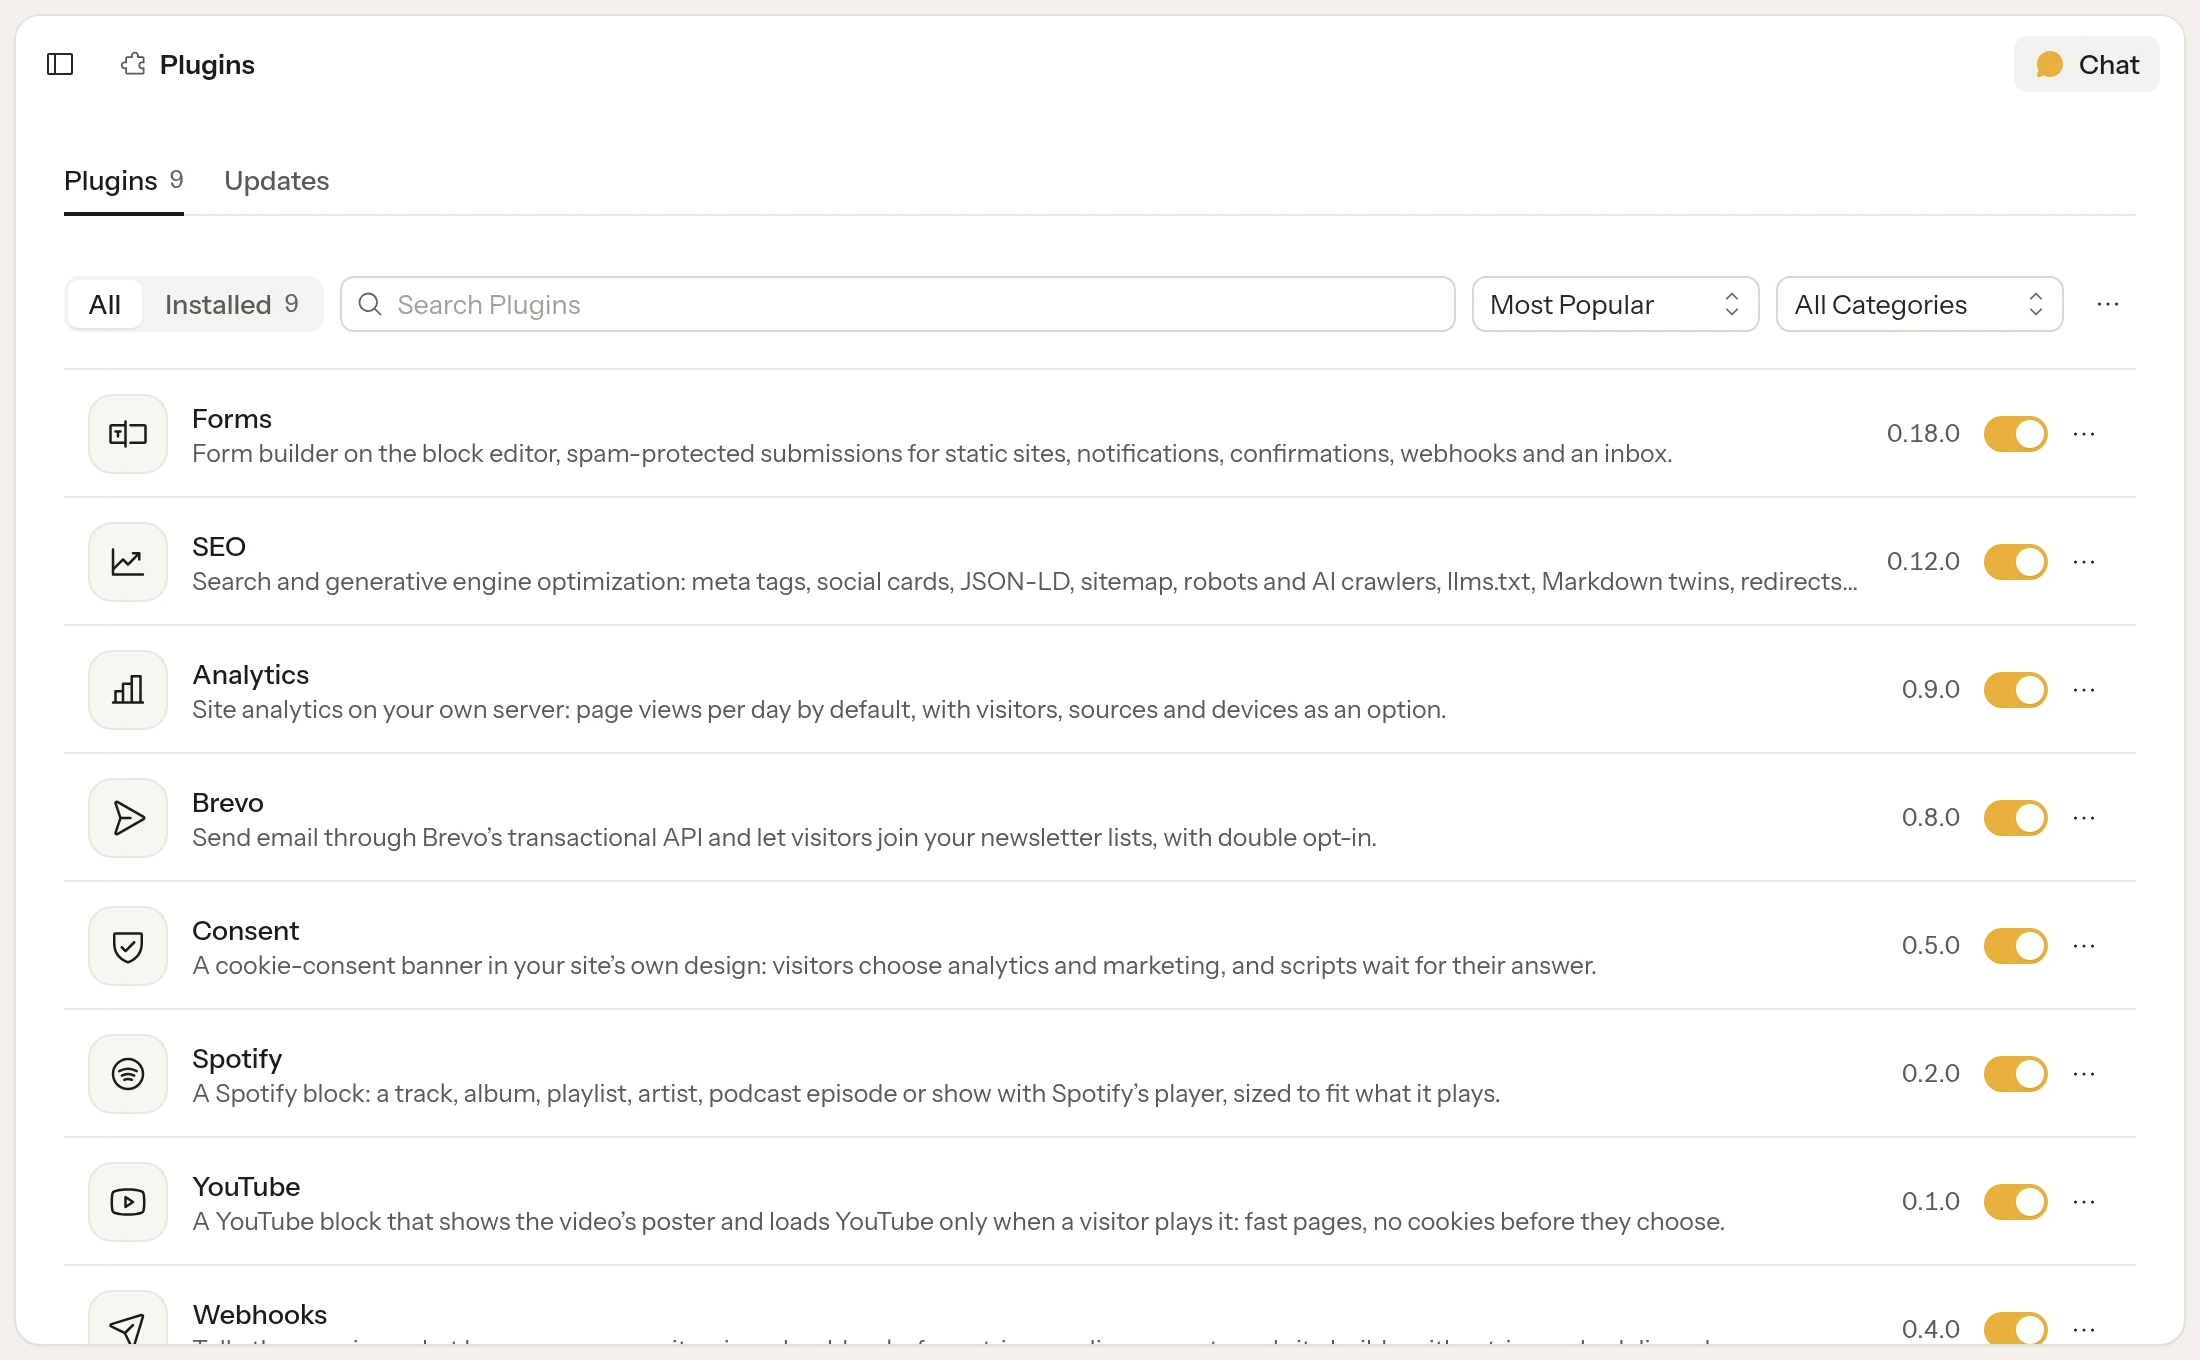 Plugins
Chat
Plugins 9
Updates
All
Installed 9
Search Plugins
Most Popular
All Categories
Forms
Form builder on the block editor, spam-protected submissions for static sites, notifications, confirmations, webhooks and an inbox.
0.18.0
SEO
Search and generative engine optimization: meta tags, social cards, JSON-LD, sitemap, robots and AI crawlers, llms.txt, Markdown twins, redirects...
0.12.0
Analytics
Site analytics on your own server: page views per day by default, with visitors, sources and devices as an option.
0.9.0
Brevo
Send email through Brevo’s transactional API and let visitors join your newsletter lists, with double opt-in.
0.8.0
Consent
A cookie-consent banner in your site’s own design: visitors choose analytics and marketing, and scripts wait for their answer.
0.5.0
Spotify
A Spotify block: a track, album, playlist, artist, podcast episode or show with Spotify’s player, sized to fit what it plays.
0.2.0
YouTube
A YouTube block that shows the video’s poster and loads YouTube only when a visitor plays it: fast pages, no cookies before they choose.
0.1.0
Webhooks
0.4.0